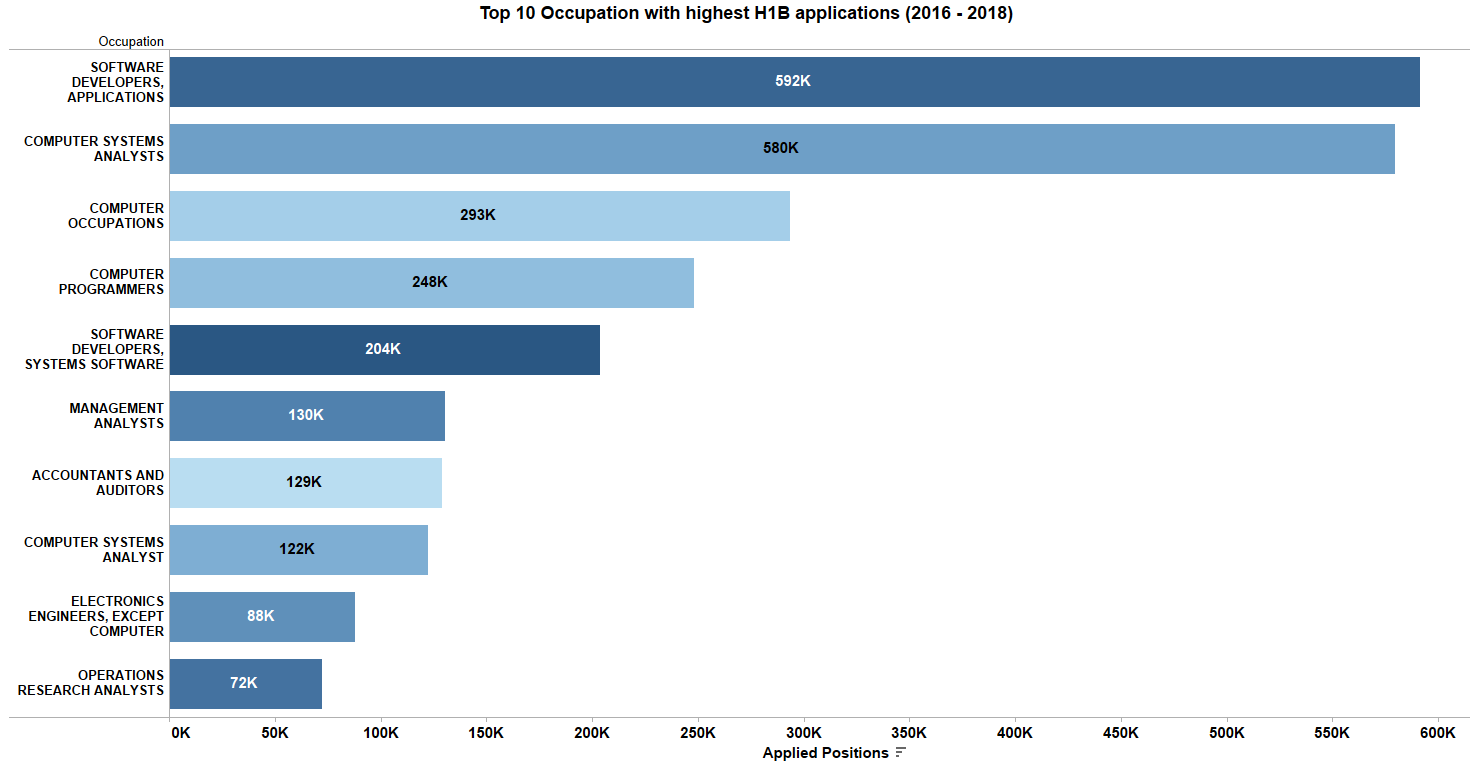 Top 10 Occupation with highest H1B applications (2016 - 2018)
Occupation
SOFTWARE
DEVELOPERS,
APPLICATIONS
592K
COMPUTER SYSTEMS
ANALYSTS
580K
COMPUTER
OCCUPATIONS
293K
COMPUTER
PROGRAMMERS
248K
SOFTWARE
DEVELOPERS,
SYSTEMS SOFTWARE
204K
MANAGEMENT
ANALYSTS
130K
ACCOUNTANTS AND
AUDITORS
129K
COMPUTER SYSTEMS
ANALYST
122K
ELECTRONICS
ENGINEERS, EXCEPT
COMPUTER
88K
OPERATIONS
RESEARCH ANALYSTS
72K
0K 50K 100K 150K 200K 250K 300K 350K 400K 450K 500K 550K 600K
Applied Positions